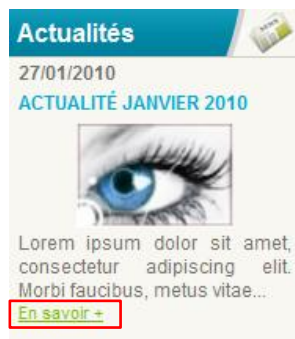 Actualités
27/01/2010
ACTUALITÉ JANVIER 2010
Lorem ipsum dolor sit amet,
consectetur adipiscing elit.
Morbi faucibus, metus vitae...
En savoir +